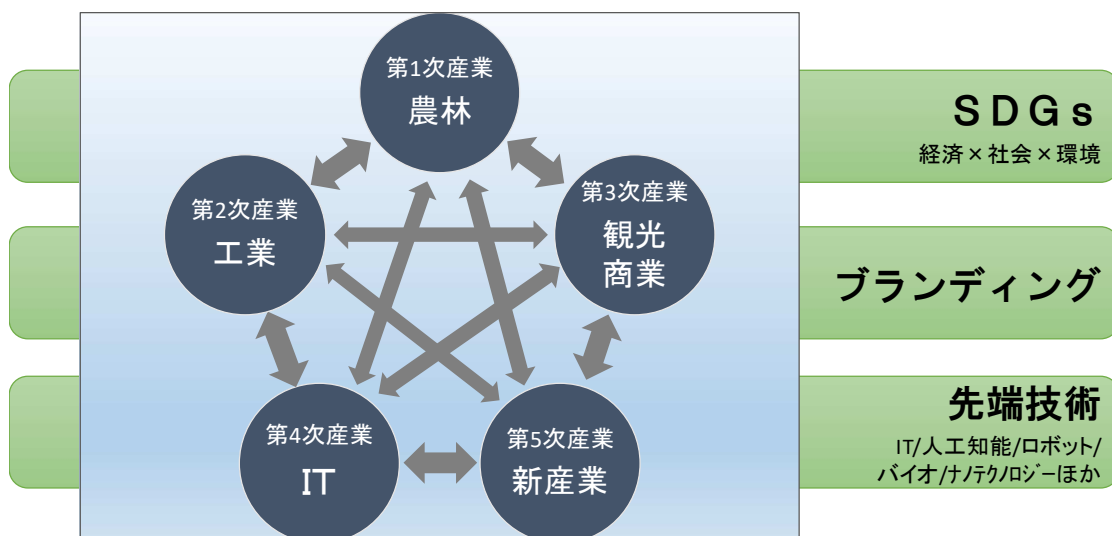 第1次産業
農林
第2次産業
工業
第3次産業
観光
商業
第4次産業
IT
第5次産業
新産業
ＳＤＧｓ
経済×社会×環境
ブランディング
先端技術
IT/人工知能/ロボット/
バイオ/ﾅﾉﾃｸﾉﾛｼﾞｰほか